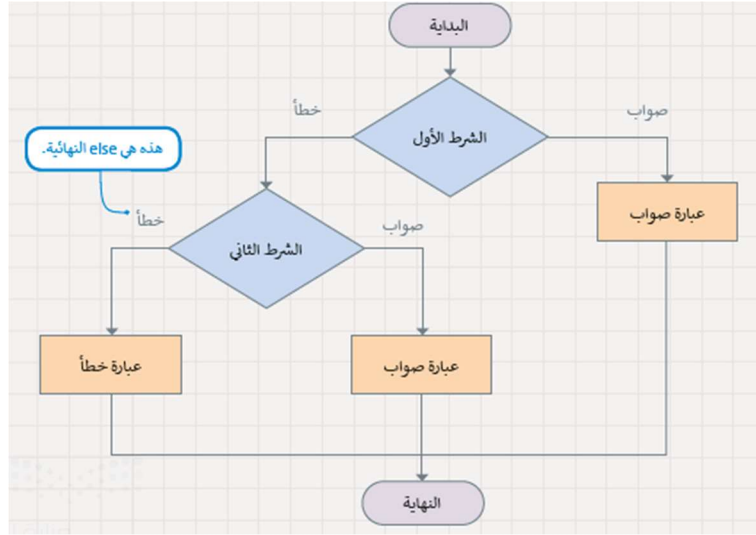 البداية
الشرط الأول
صواب
خطأ
عبارة صواب
هذه هي else النهائية.
الشرط الثاني
صواب
خطأ
عبارة صواب
عبارة خطأ
النهاية